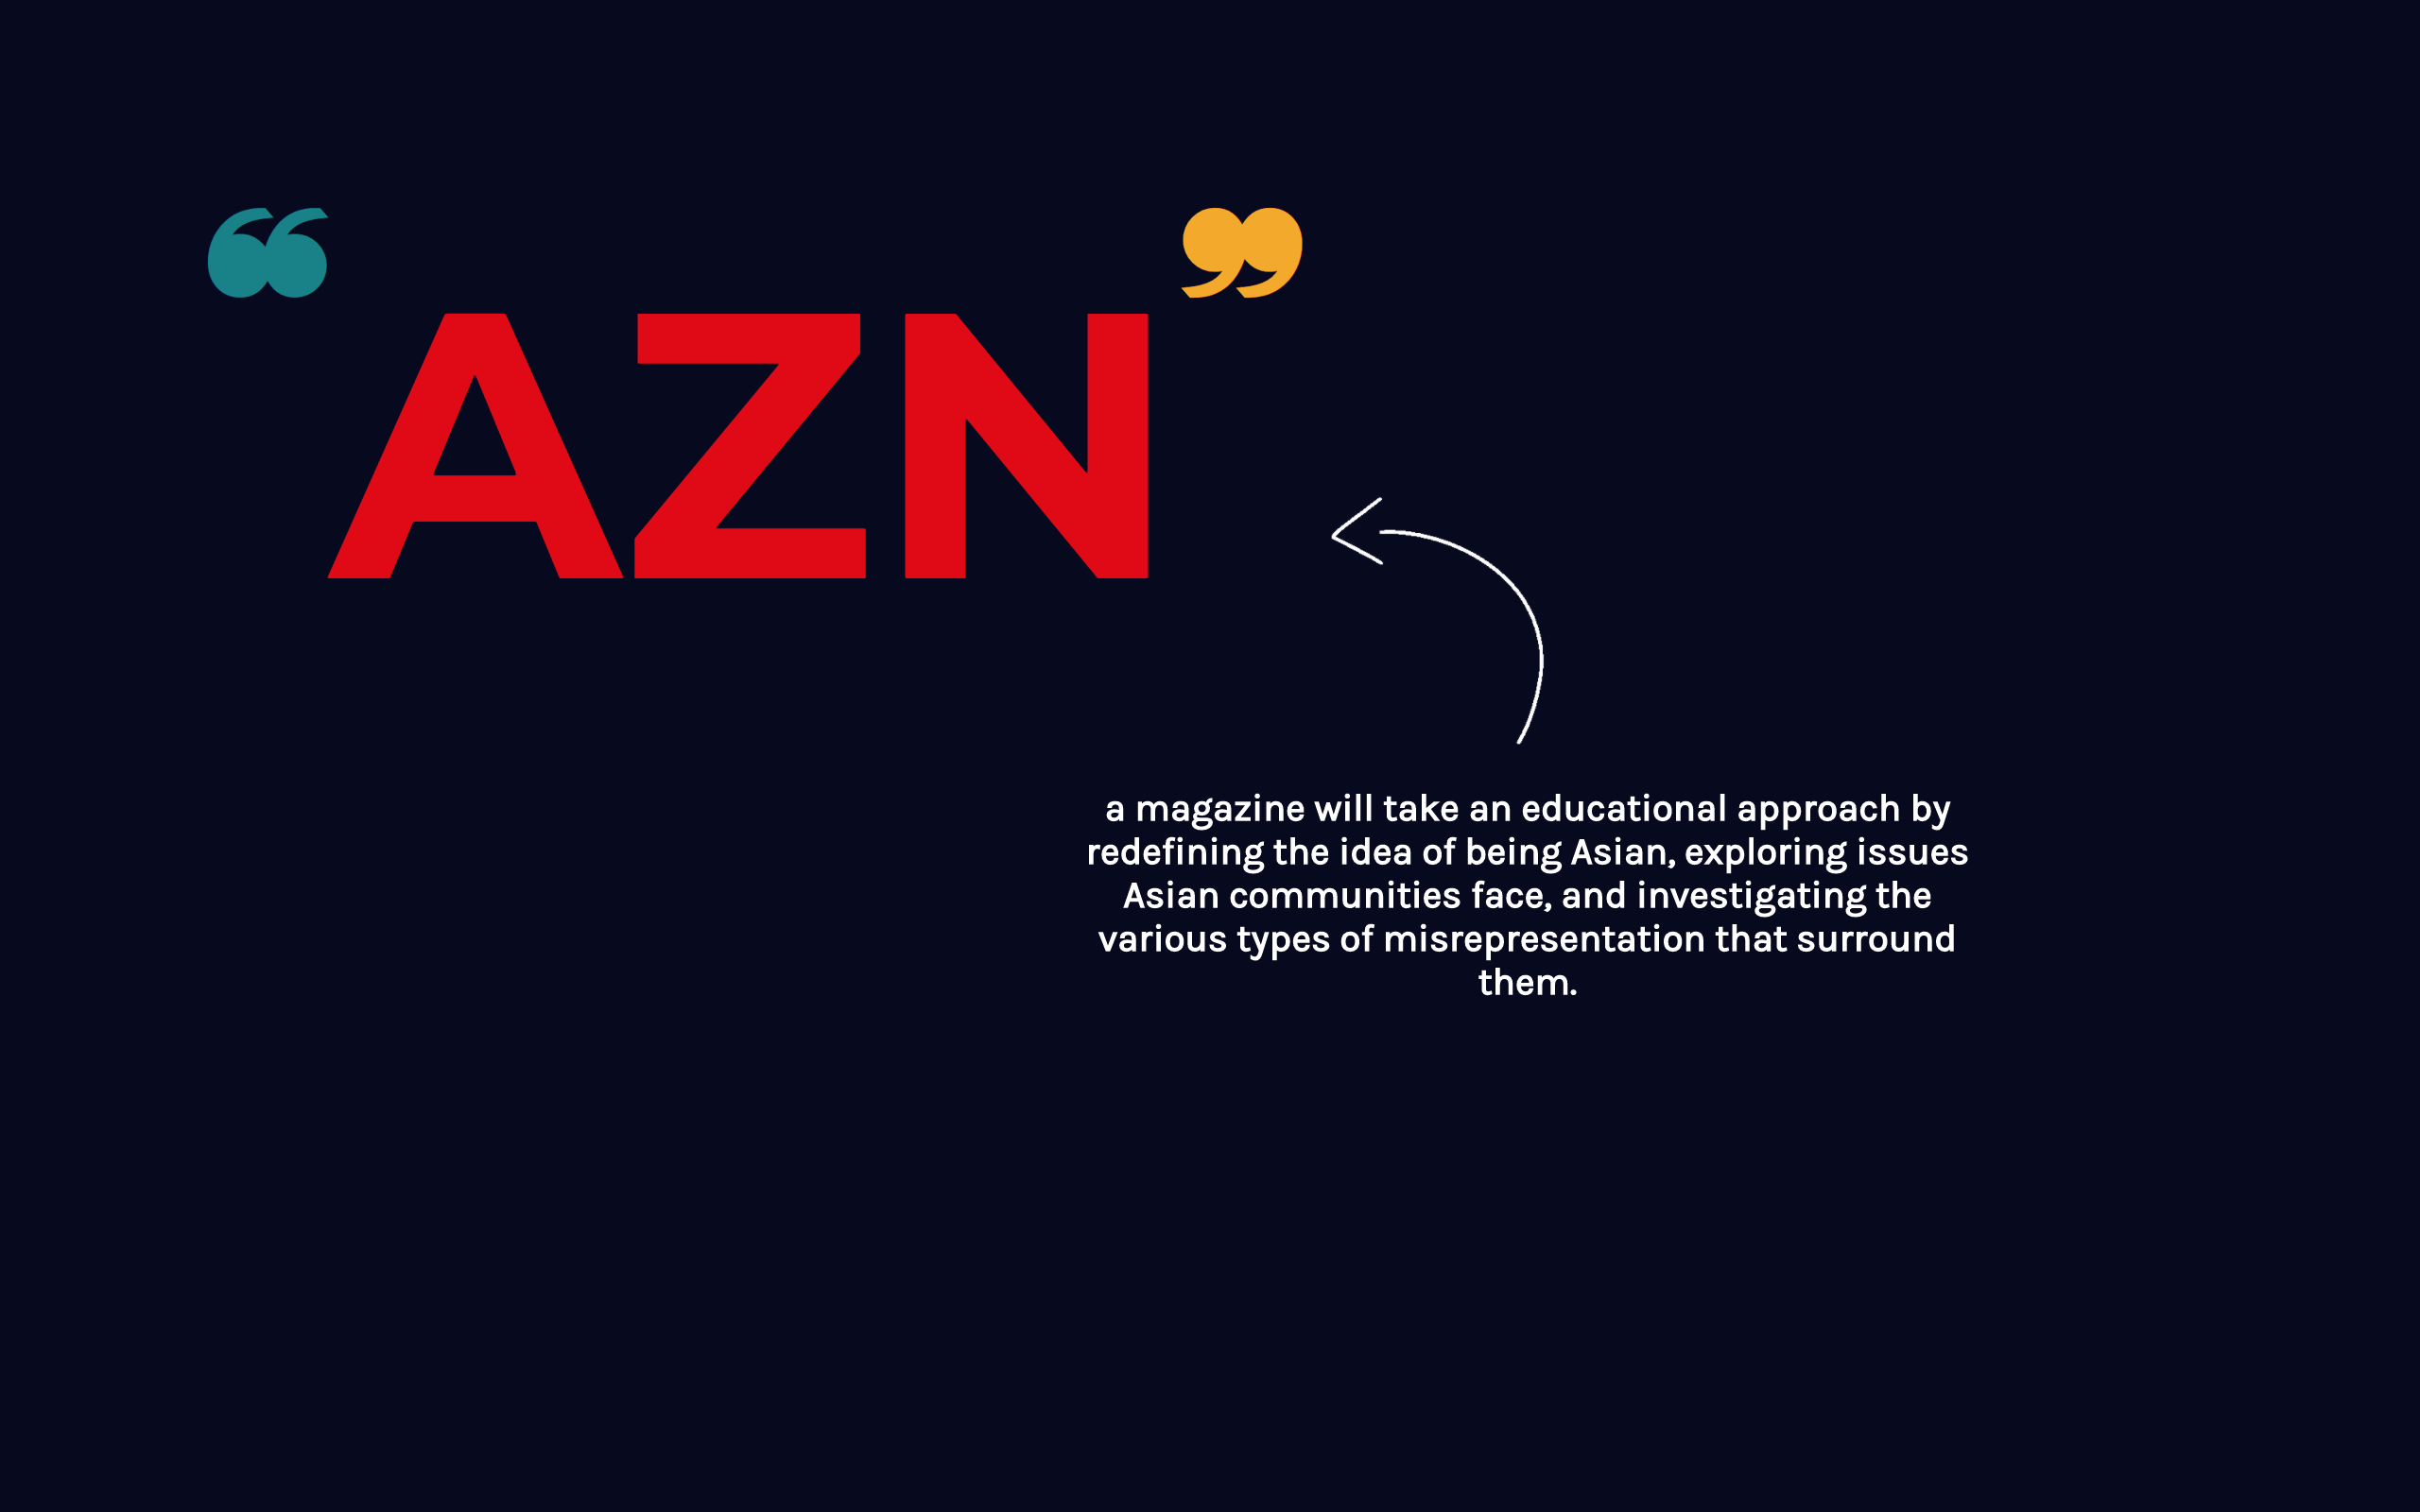 “AZN”
a magazine will take an educational approach by
redefining the idea of being Asian, exploring issues
Asian communities face, and investigating the
various types of misrepresentation that surround
them.